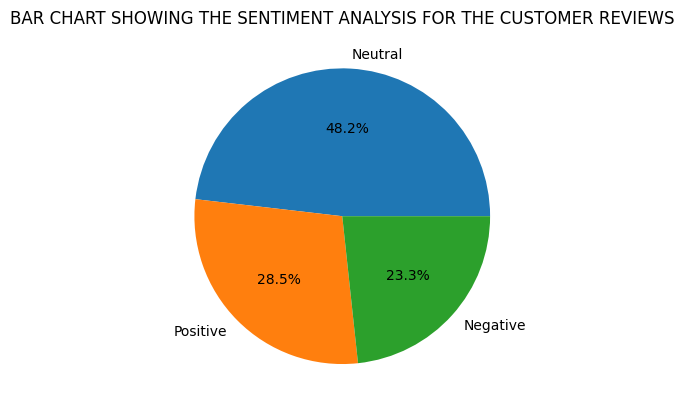 BAR CHART SHOWING THE SENTIMENT ANALYSIS FOR THE CUSTOMER REVIEWS
Neutral
48.2%
28.5%
23.3%
Positive
Negative